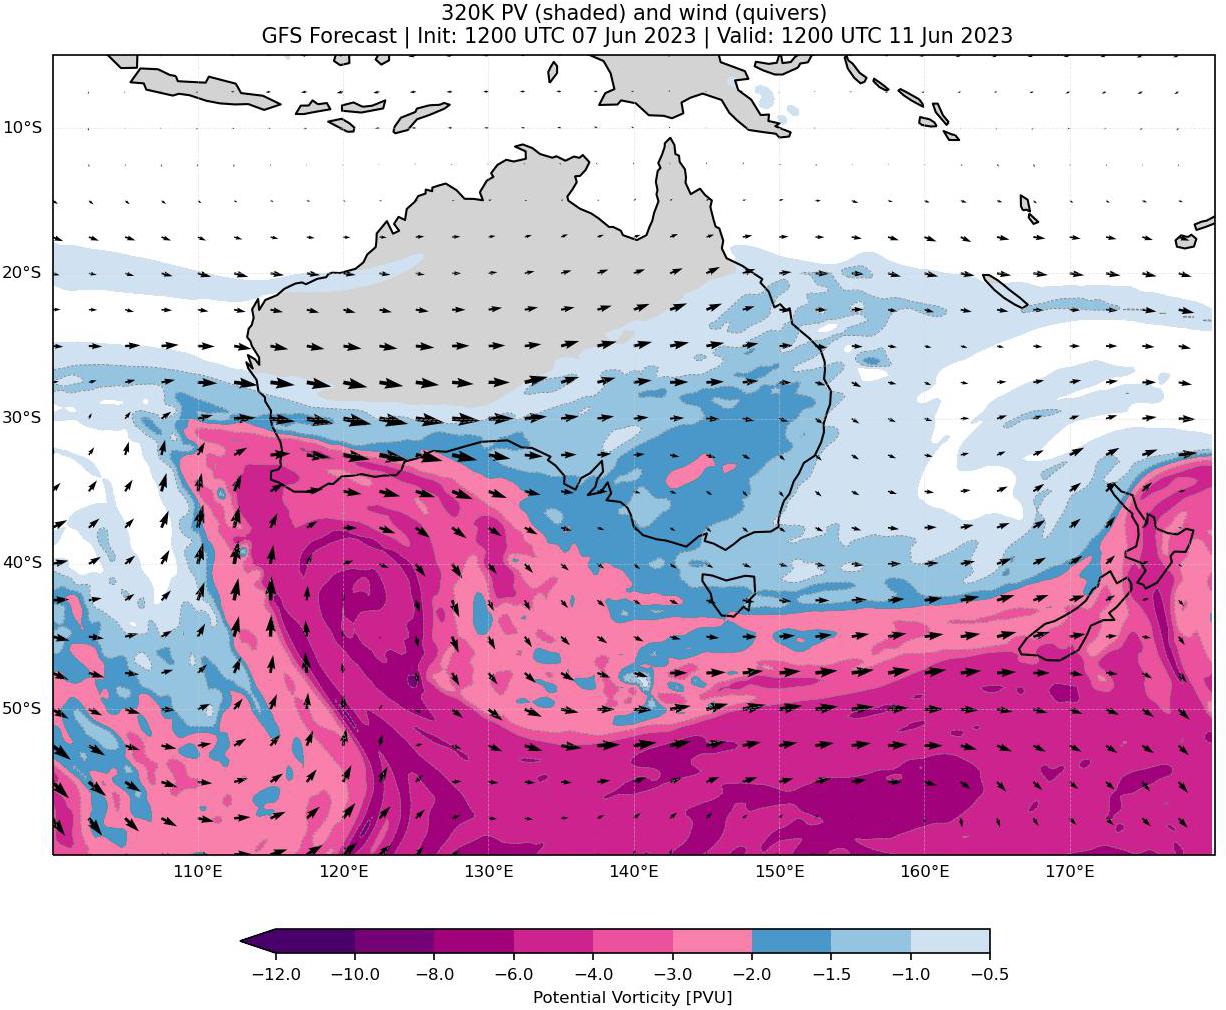 320K PV (shaded) and wind (quivers)
GFS Forecast | Init: 1200 UTC 07 Jun 2023 | Valid: 1200 UTC 11 Jun 2023
10°S
20°S
30°S
40°S
50°S
110°E 120°E 130°E 140°E 150°E 160°E 170°E
−12.0 −10.0 −8.0 −6.0 −4.0 −3.0 −2.0 −1.5 −1.0 −0.5
Potential Vorticity [PVU]